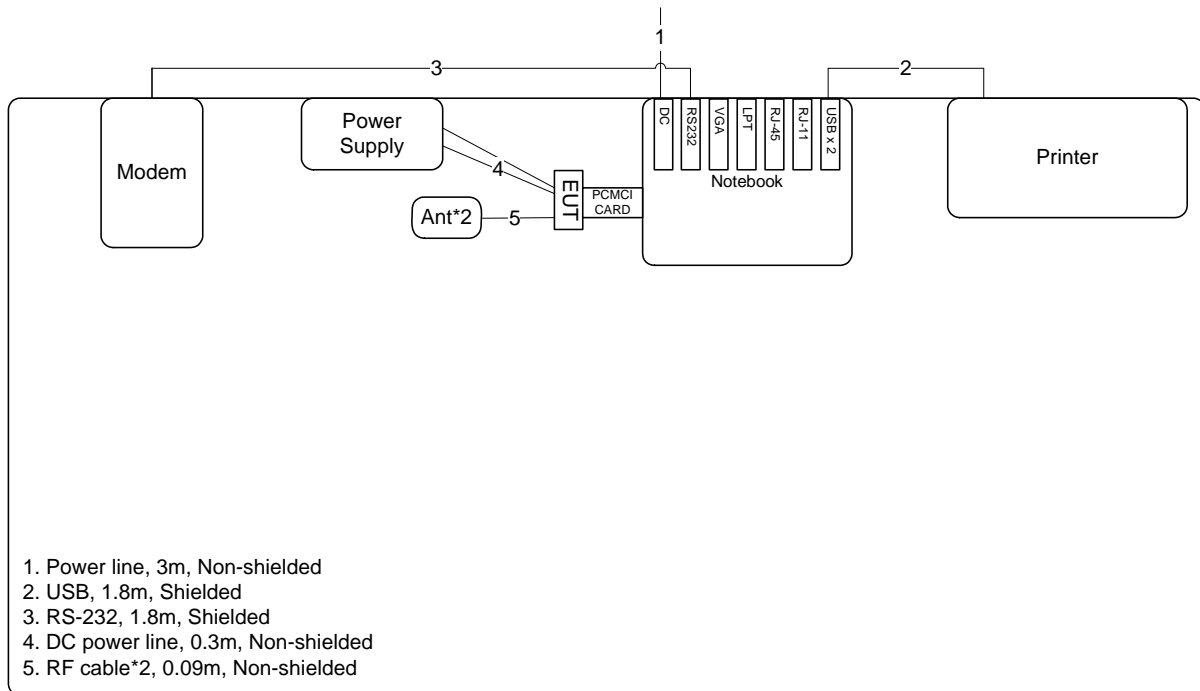 1
3
2
Modem
Power
Supply
4
Ant*2
5
EUT
PCMCI
CARD
DC
RS232
VGA
LPT
RJ-45
RJ-11
USB x 2
Notebook
Printer
1. Power line, 3m, Non-shielded
2. USB, 1.8m, Shielded
3. RS-232, 1.8m, Shielded
4. DC power line, 0.3m, Non-shielded
5. RF cable*2, 0.09m, Non-shielded